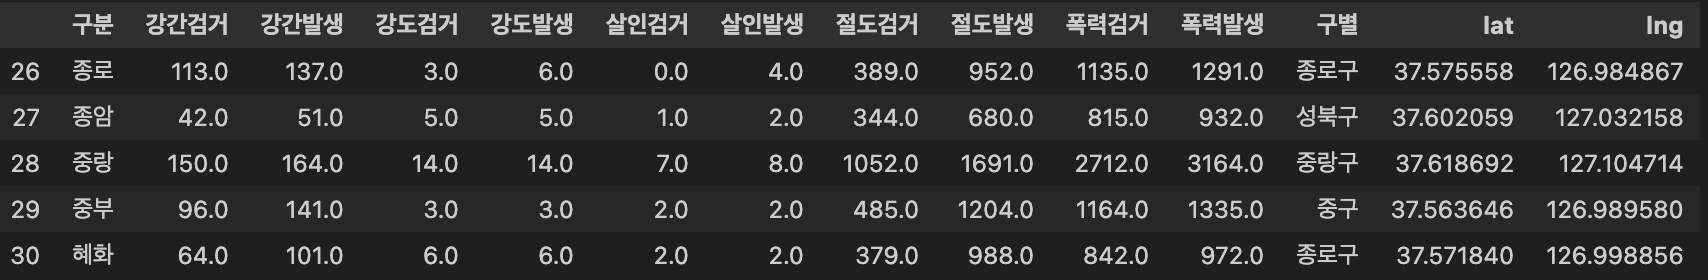 구분 강간검거 강간발생 강도검거 강도발생 살인검거 살인발생 절도검거 절도발생 폭력검거 폭력발생 구별 lat lng
26 종로 113.0 137.0 3.0 6.0 0.0 4.0 389.0 952.0 1135.0 1291.0 종로구 37.575558 126.984867
27 종암 42.0 51.0 5.0 5.0 1.0 2.0 344.0 680.0 815.0 932.0 성북구 37.602059 127.032158
28 중랑 150.0 164.0 14.0 14.0 7.0 8.0 1052.0 1691.0 2712.0 3164.0 중랑구 37.618692 127.104714
29 중부 96.0 141.0 3.0 3.0 2.0 2.0 485.0 1204.0 1164.0 1335.0 중구 37.563646 126.989580
30 혜화 64.0 101.0 6.0 6.0 2.0 2.0 379.0 988.0 842.0 972.0 종로구 37.571840 126.998856